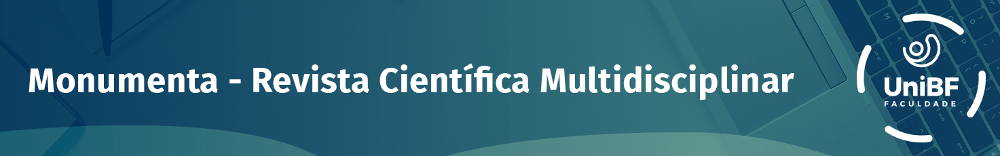 Monumenta - Revista Científica Multidisciplinar
UniBF
FACULDADE